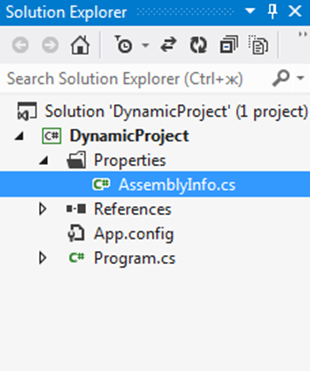 Solution Explorer
Search Solution Explorer (Ctrl+ж)
Solution 'DynamicProject' (1 project)
C# DynamicProject
Properties
C# AssemblyInfo.cs
References
App.config
C# Program.cs